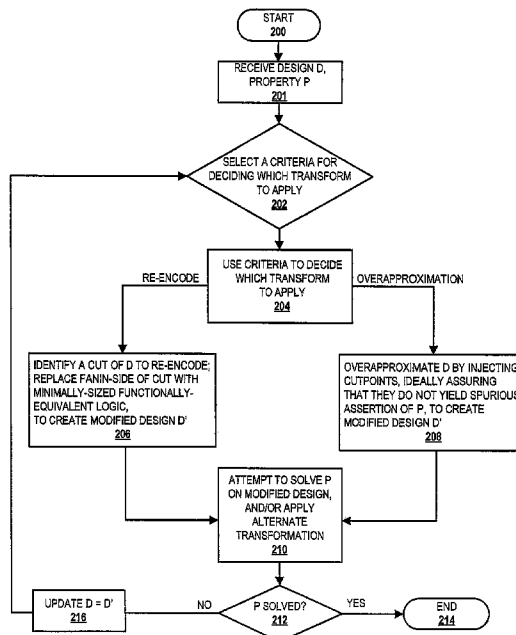 START
200
RECEIVE DESIGN D,
PROPERTY P
201
SELECT A CRITERIA FOR
DECIDING WHICH TRANSFORM
TO APPLY
202
USE CRITERIA TO DECIDE
WHICH TRANSFORM
TO APPLY
204
RE-ENCODE
OVERAPPROXIMATION
IDENTIFY A CUT OF D TO RE-ENCODE;
REPLACE FANIN-SIDE OF CUT WITH
MINIMALLY-SIZED FUNCTIONALLY-
EQUIVALENT LOGIC,
TO CREATE MODIFIED DESIGN D'
206
OVERAPPROXIMATE D BY INJECTING
CUTPOINTS, IDEALLY ASSURING
THAT THEY DO NOT YIELD SPURIOUS
ASSERTION OF P, TO CREATE
MODIFIED DESIGN D'
208
ATTEMPT TO SOLVE P
ON MODIFIED DESIGN,
AND/OR APPLY
ALTERNATE
TRANSFORMATION
210
UPDATE D = D'
216
NO
P SOLVED?
212
YES
END
214